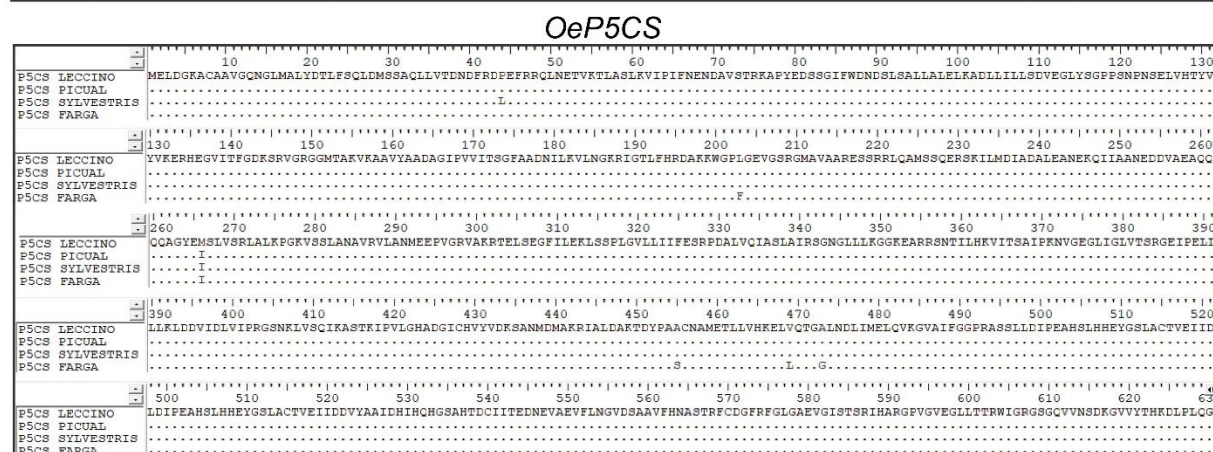 OeP5CS
10 20 30 40 50 60 70 80 90 100 110 120 130
P5CS LECCINO MELDGKACAAVGQNGLMALYDTLFSQLDMSSAQLLVTDNDFRDPEFRRQLNETVKTLASLKVIPIFNENDAVSTRKAPYEDSSGIFWDNDSLSALLALELKADLLILLSDVEGLYSGPPSNPNSELVHTYV
P5CS PICUAL
P5CS SYLVESTRIS L
P5CS FARGA
130 140 150 160 170 180 190 200 210 220 230 240 250 260
P5CS LECCINO YVKERHEGVITFGDKSRVGRGGMTAKVKAAVYAADAGIPVVITSGFAADNILKVLNGKRIGTLFHRDAKKWGPLGEVGSRGMAVAARESSRRLQAMSSQERSKILMDIADALEANEKQIIAANEDDVAEAQQ
P5CS PICUAL
P5CS SYLVESTRIS
P5CS FARGA F
260 270 280 290 300 310 320 330 340 350 360 370 380 390
P5CS LECCINO QQAGYEMSLVSRLALKPGKVSSLANAVRVLANMEEPVGRVAKRTELSEGFILEKLSSPLGVLLIIFESRPDALVQIASLAIRSGNGLLLKGGKEARRSNTILHKVITSAIPKNVGEGLIGLVTSRGEIPELI
P5CS PICUAL I
P5CS SYLVESTRIS I
P5CS FARGA I
390 400 410 420 430 440 450 460 470 480 490 500 510 520
P5CS LECCINO LLKLDDVIDLVIPRGSNKLVSQIKASTKIPVLGHADGICHVYVDKSANMDMAKRIALDAKTDYPAACNAMETLLVHKELVQTGALNDLIMELQVKGVAIFGGPRASSLLDIPEAHSLHHEYGSLACTVEIID
P5CS PICUAL
P5CS SYLVESTRIS
P5CS FARGA S L G
500 510 520 530 540 550 560 570 580 590 600 610 620 63
P5CS LECCINO LDIPEAHSLHHEYGSLACTVEIIDDVYAAIDHIHQHGSAHTDCIITEDNEVAEVFLNGVDSAAVFHNASTRFCDGFRFGLGAEVGISTSRIHARGPVGVEGLLTTRWIGRGSGQVVNSDKGVVYTHKDLPLQG
P5CS PICUAL
P5CS SYLVESTRIS
P5CS FARGA